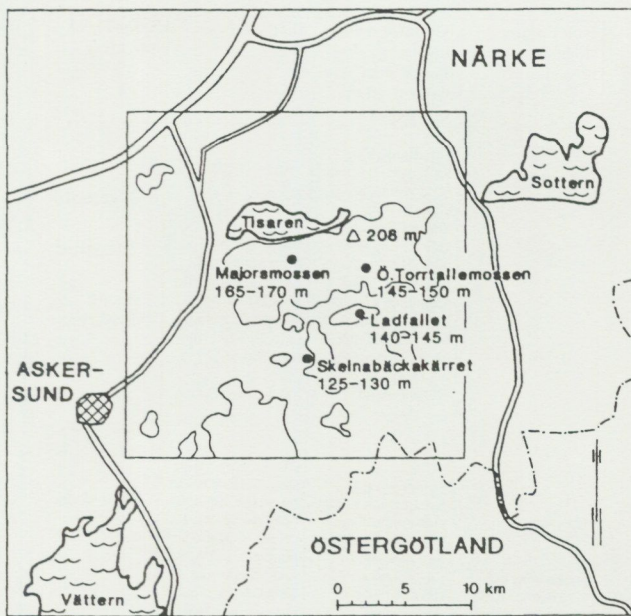 NÄRKE
Sottern
Tisaren
△ 208 m
Majorsmossen
165–170 m
Ö.Torrtallemossen
145–150 m
Ladfallet
140–145 m
Skelnabäckakärret
125–130 m
ASKER-
SUND
ÖSTERGÖTLAND
Vättern
0 5 10 km